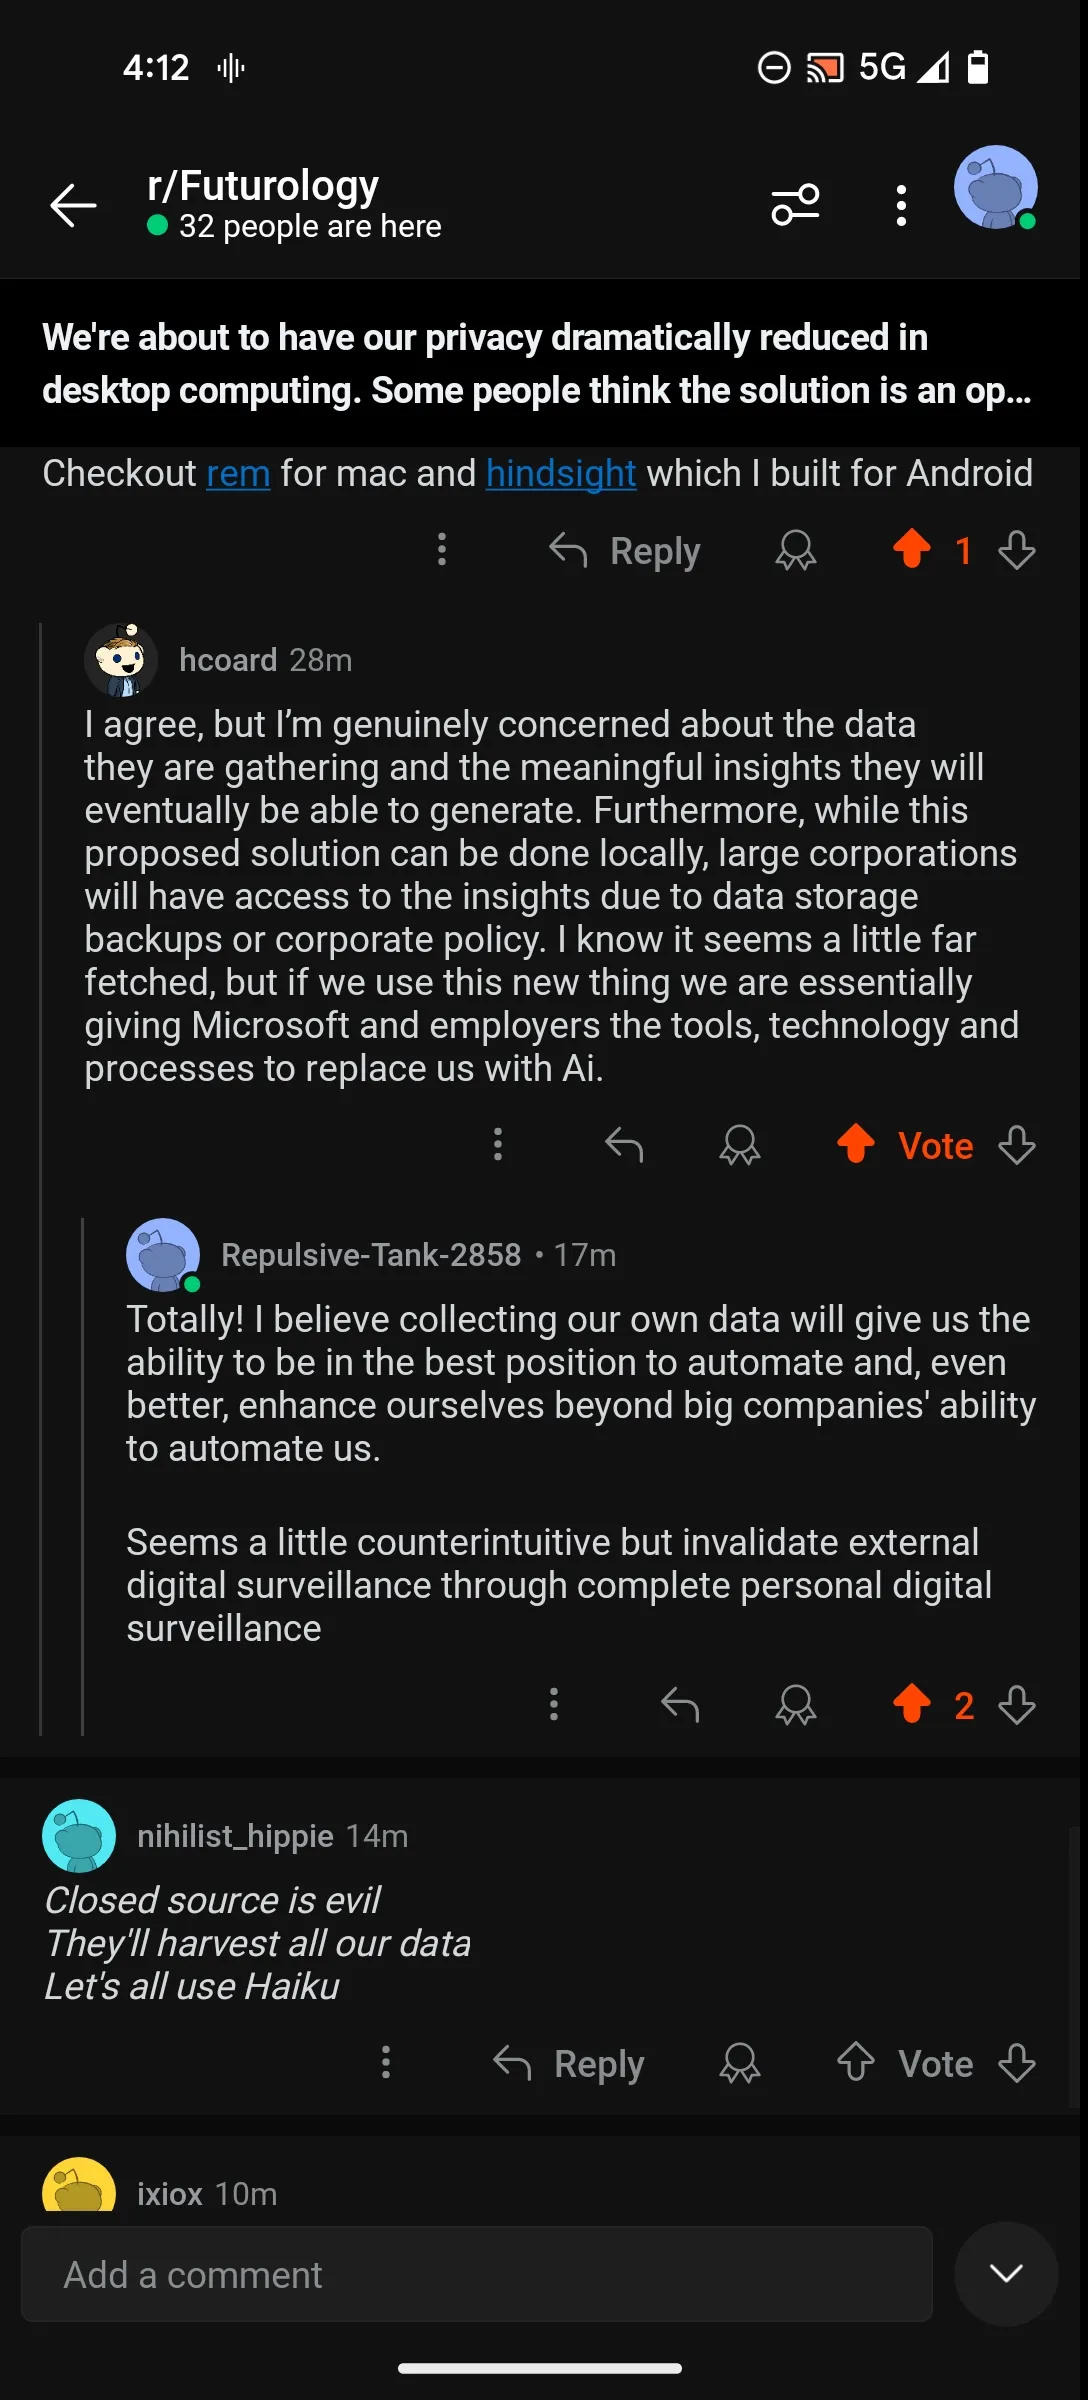 4:12
5G
r/Futurology
32 people are here
We're about to have our privacy dramatically reduced in
desktop computing. Some people think the solution is an op...
Checkout rem for mac and hindsight which I built for Android
Reply
1
hcoard 28m
I agree, but I’m genuinely concerned about the data
they are gathering and the meaningful insights they will
eventually be able to generate. Furthermore, while this
proposed solution can be done locally, large corporations
will have access to the insights due to data storage
backups or corporate policy. I know it seems a little far
fetched, but if we use this new thing we are essentially
giving Microsoft and employers the tools, technology and
processes to replace us with Ai.
Vote
Repulsive-Tank-2858 • 17m
Totally! I believe collecting our own data will give us the
ability to be in the best position to automate and, even
better, enhance ourselves beyond big companies' ability
to automate us.
Seems a little counterintuitive but invalidate external
digital surveillance through complete personal digital
surveillance
2
nihilist_hippie 14m
Closed source is evil
They'll harvest all our data
Let's all use Haiku
Reply
Vote
ixiox 10m
Add a comment